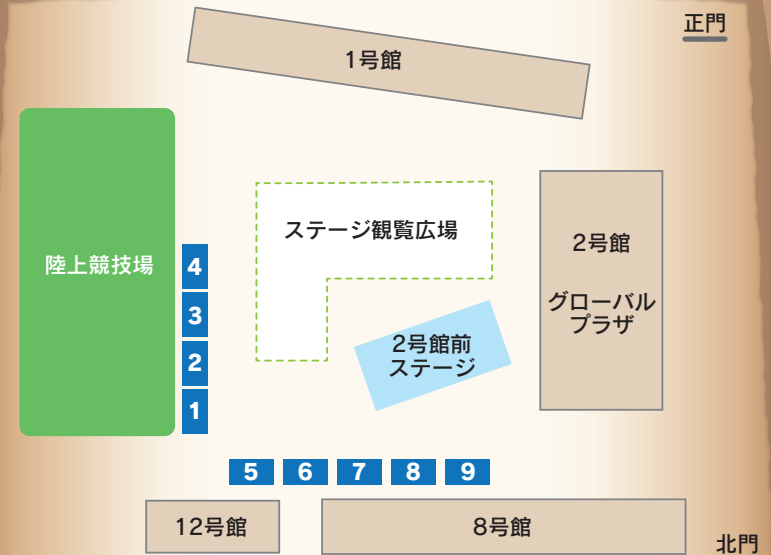 正門
1号館
ステージ観覧広場
2号館
グローバル
プラザ
陸上競技場
4
3
2
1
2号館前
ステージ
5 6 7 8 9
12号館
8号館
北門